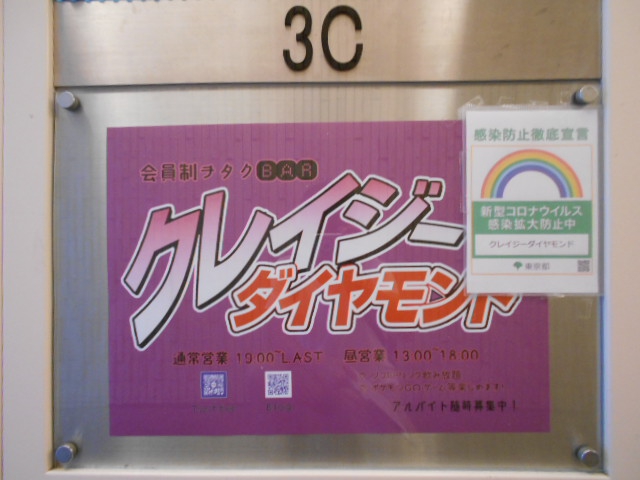 3C
会員制ヲタクBAR
クレイジー
ダイヤモンド
通常営業 19:00~LAST 昼営業 13:00~18:00
アルバイト随時募集中!
感染防止徹底宣言
新型コロナウイルス
感染拡大防止中
クレイジーダイヤモンド
東京都